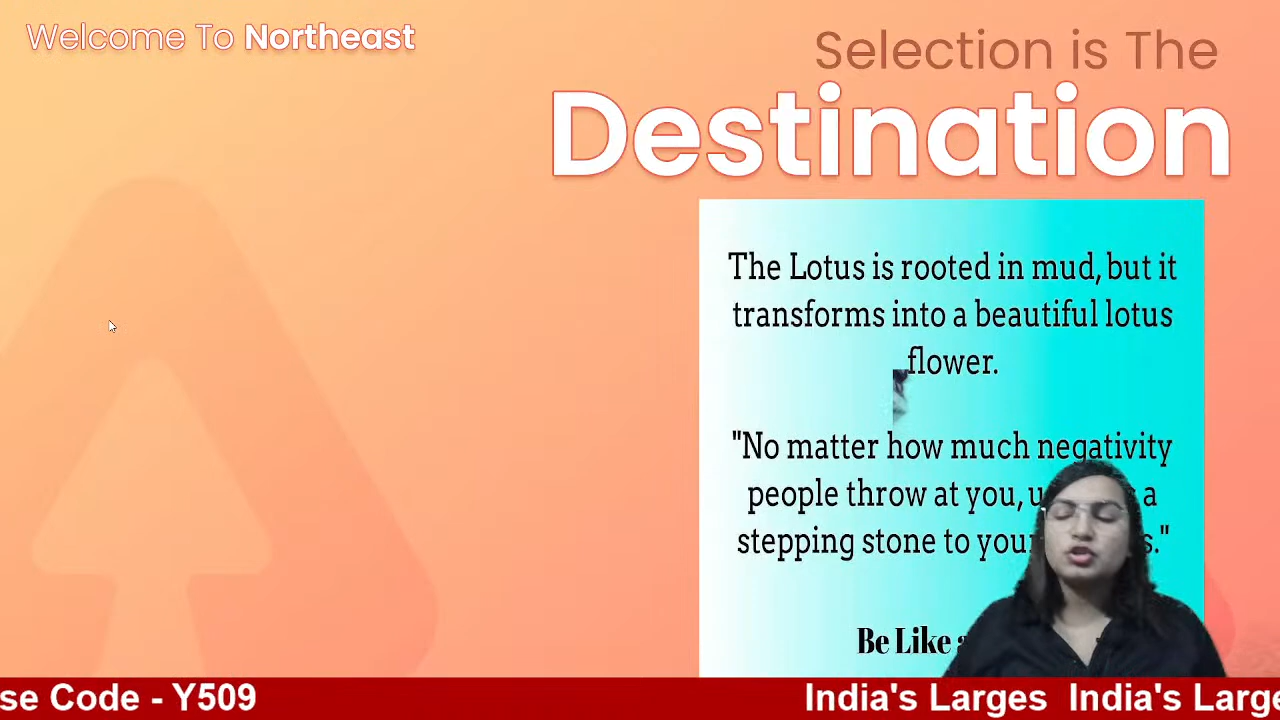 Welcome To Northeast
Selection is The
Destination
The Lotus is rooted in mud, but it
transforms into a beautiful lotus
flower.
"No matter how much negativity
people throw at you, a
stepping stone to
Be Like
se Code - Y509
India's Larges India's Large